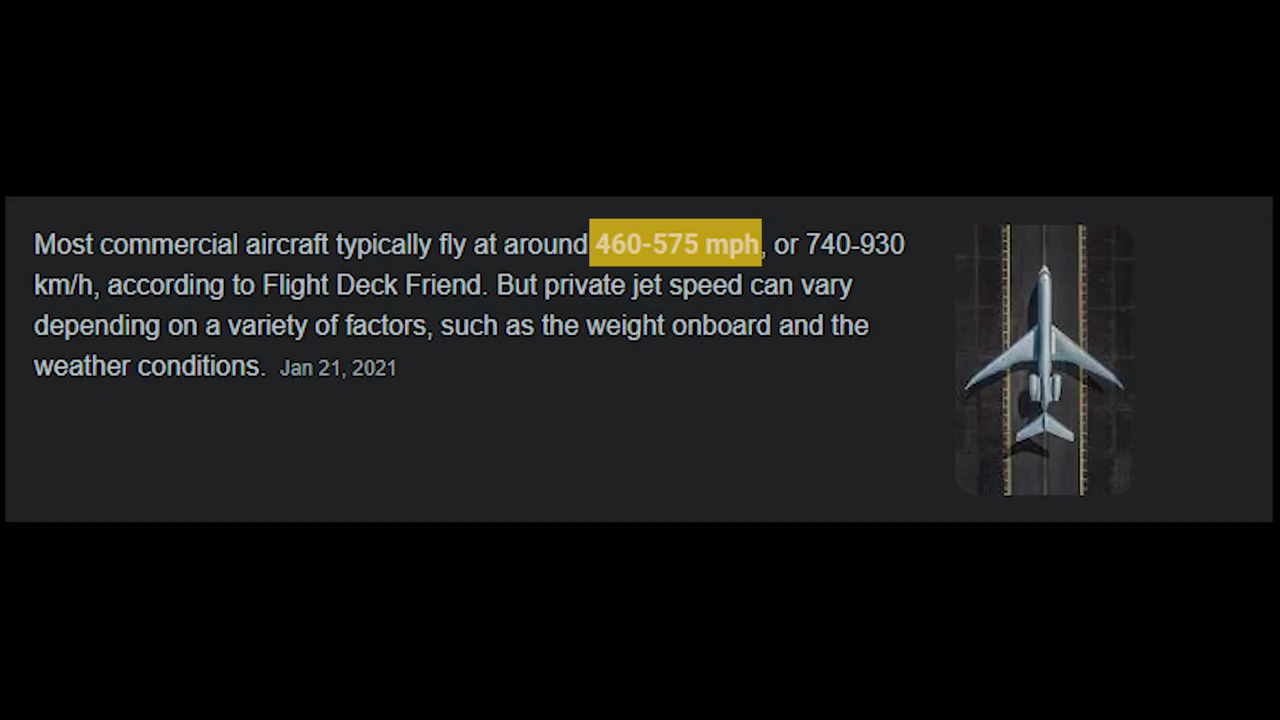 Most commercial aircraft typically fly at around 460-575 mph, or 740-930
km/h, according to Flight Deck Friend. But private jet speed can vary
depending on a variety of factors, such as the weight onboard and the
weather conditions. Jan 21, 2021